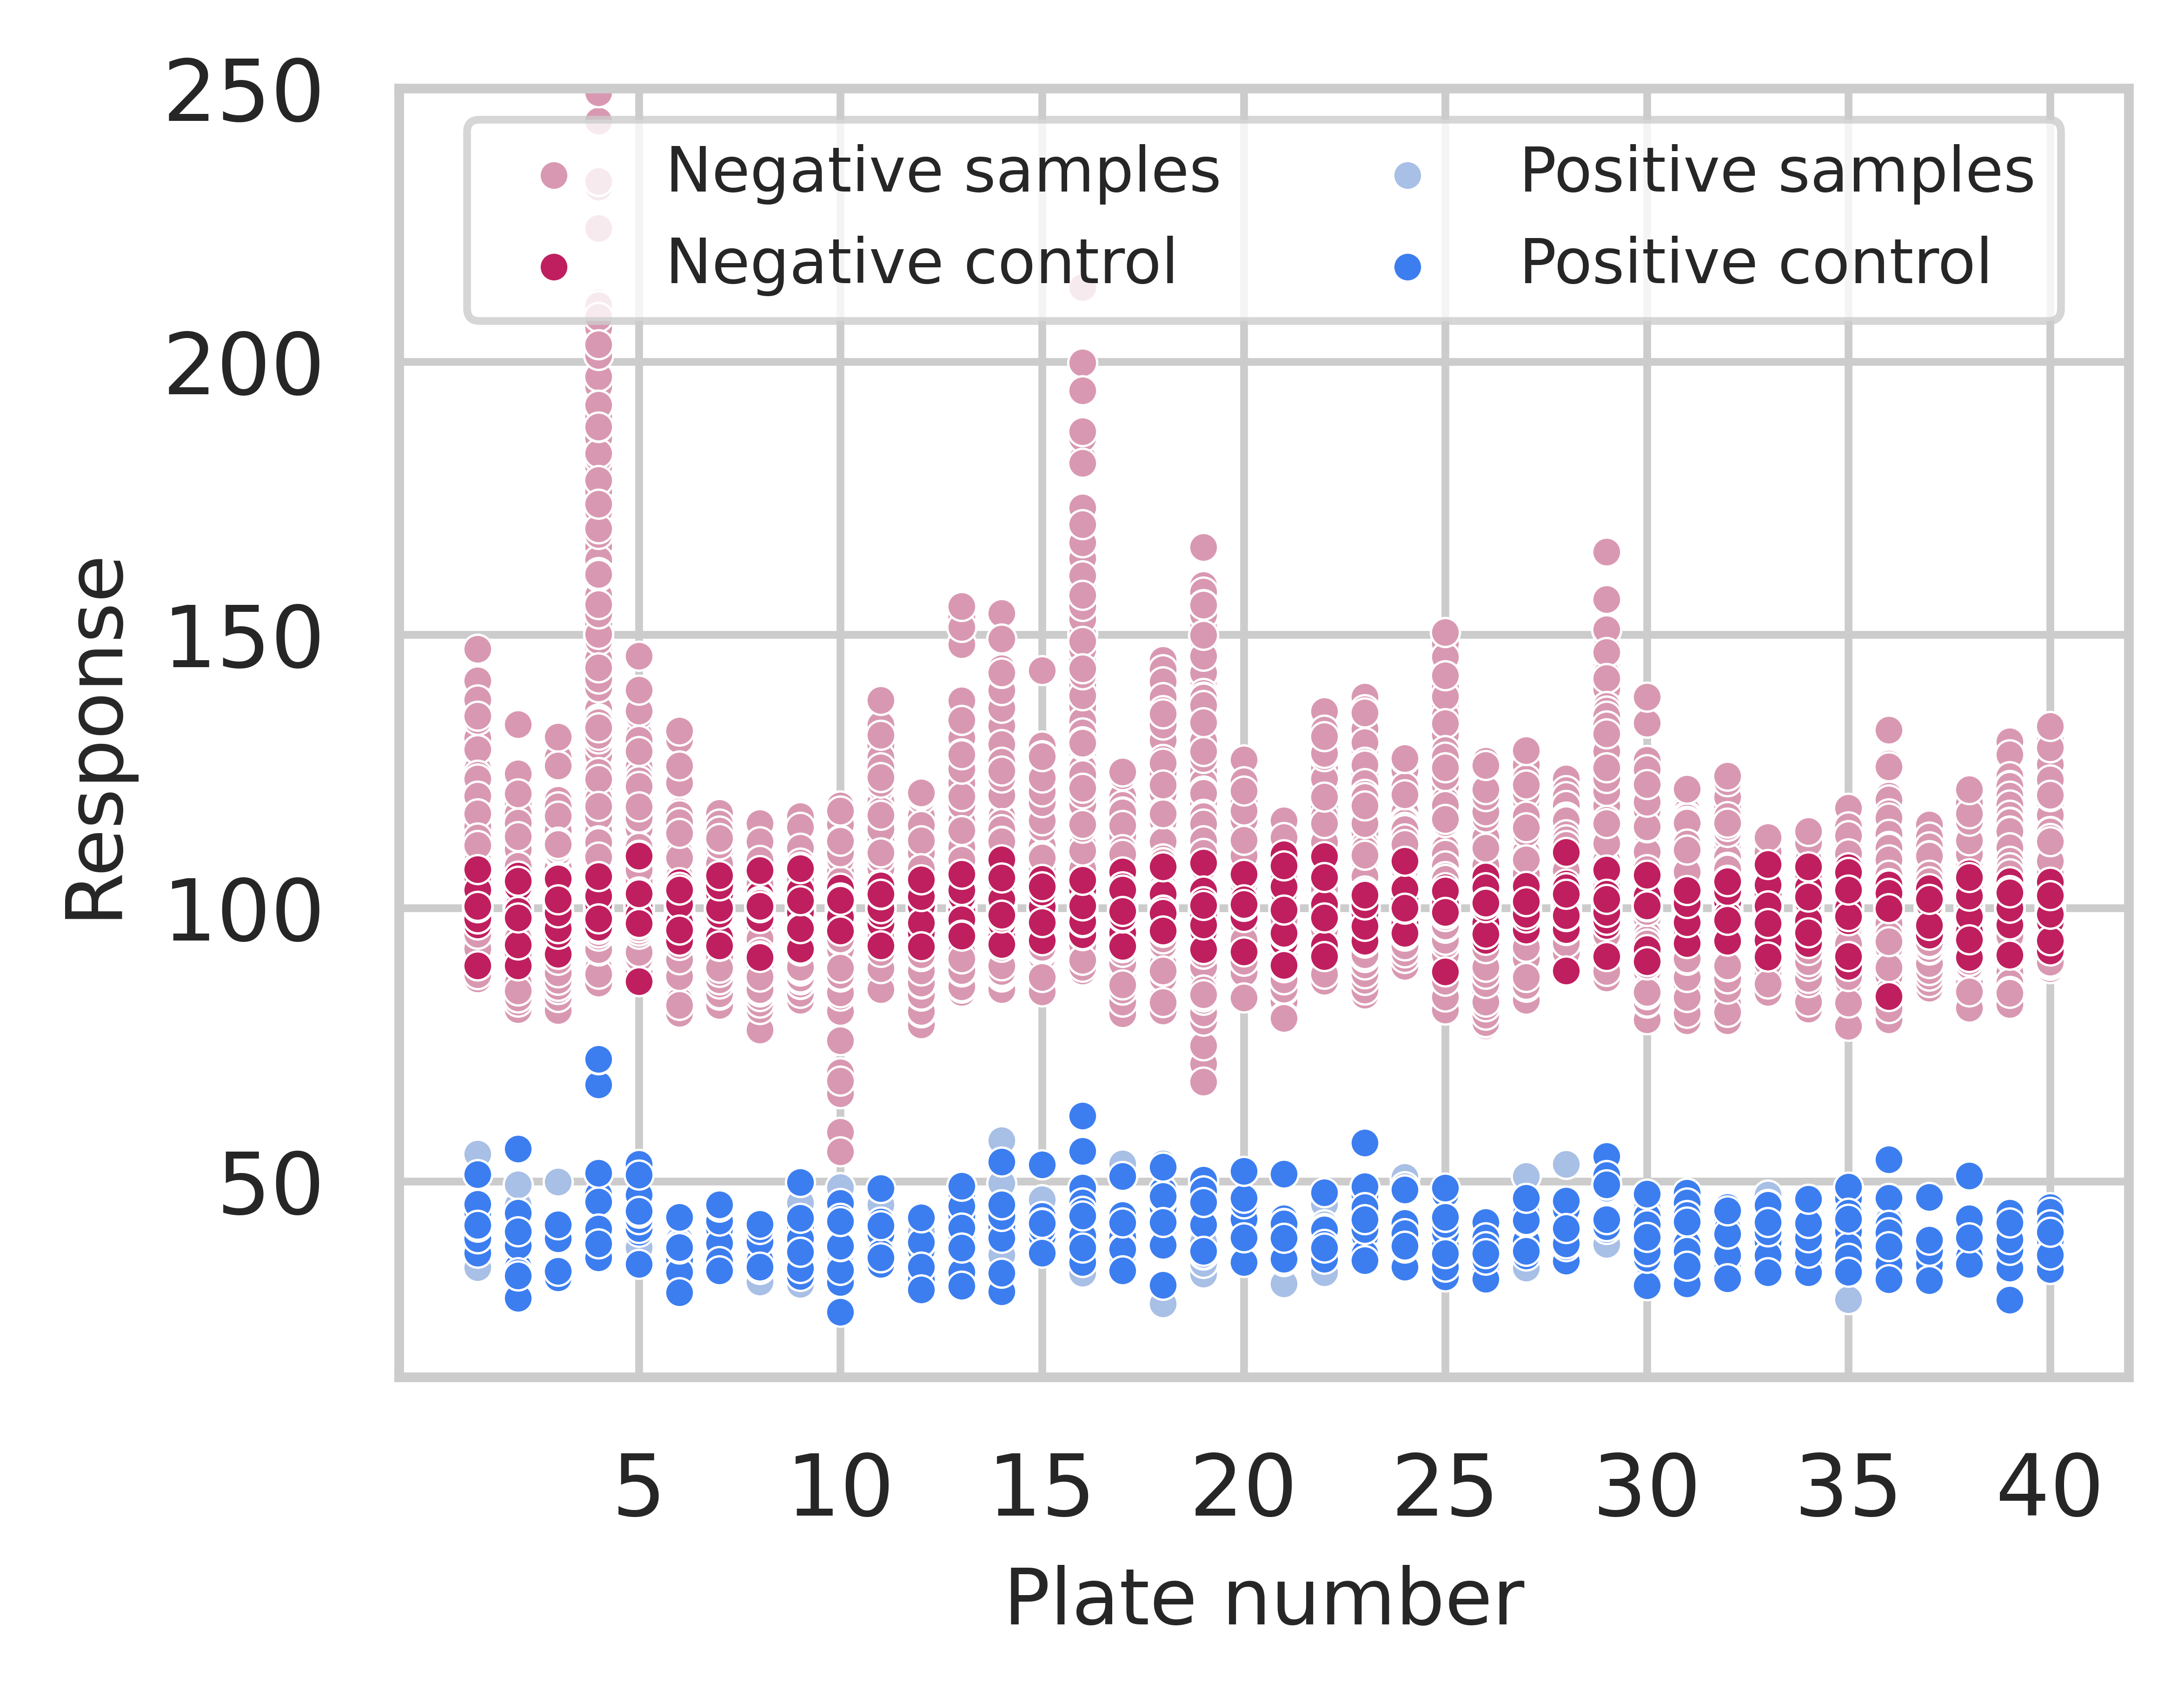 250
200
150
100
50
Response
Negative samples
Negative control
Positive samples
Positive control
5 10 15 20 25 30 35 40
Plate number